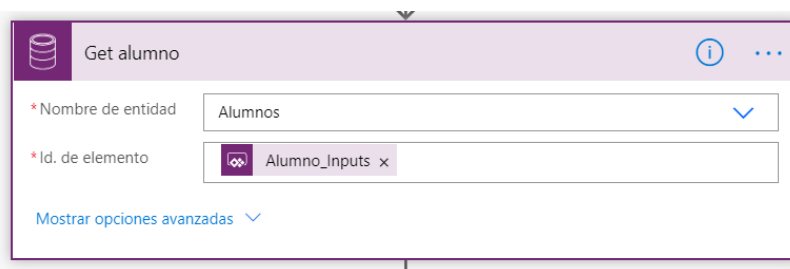 Get alumno
* Nombre de entidad
Alumnos
* Id. de elemento
Alumno_Inputs ×
Mostrar opciones avanzadas